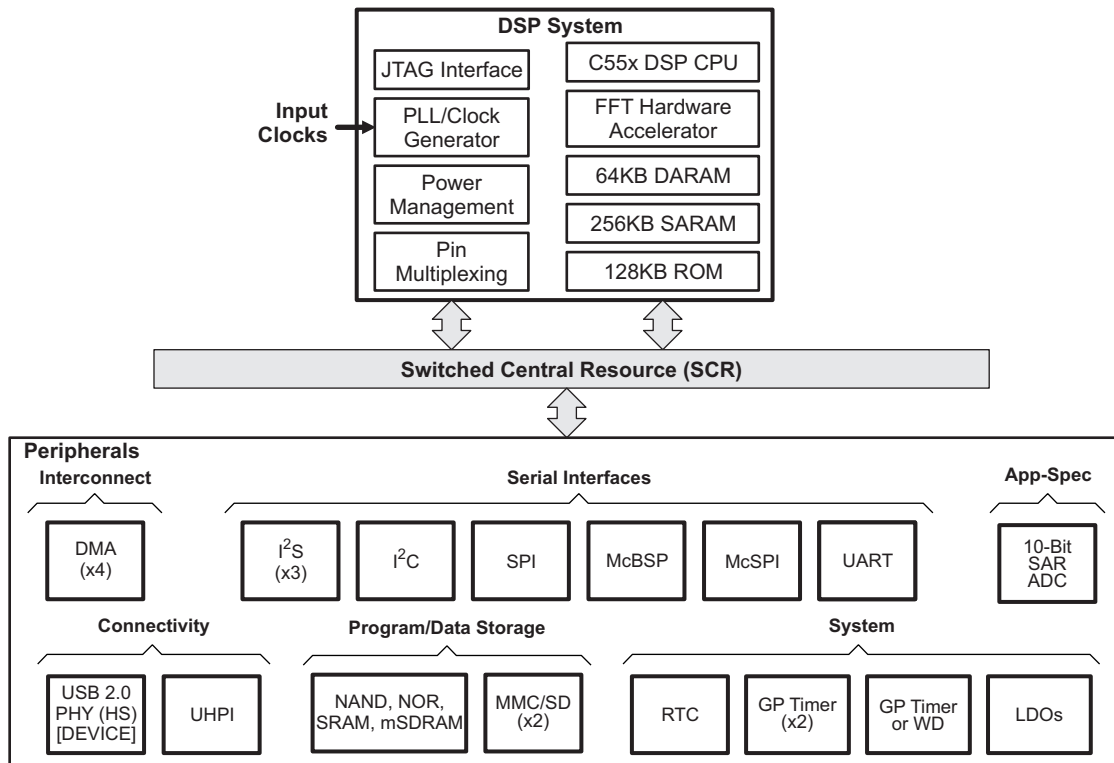 DSP System
JTAG Interface
C55x DSP CPU
Input
Clocks
PLL/Clock
Generator
FFT Hardware
Accelerator
Power
Management
64KB DARAM
256KB SARAM
Pin
Multiplexing
128KB ROM
Switched Central Resource (SCR)
Peripherals
Interconnect
Serial Interfaces
App-Spec
DMA
(x4)
I²S
(x3)
I²C
SPI
McBSP
McSPI
UART
10-Bit
SAR
ADC
Connectivity
Program/Data Storage
System
USB 2.0
PHY (HS)
[DEVICE]
UHPI
NAND, NOR,
SRAM, mSDRAM
MMC/SD
(x2)
RTC
GP Timer
(x2)
GP Timer
or WD
LDOs